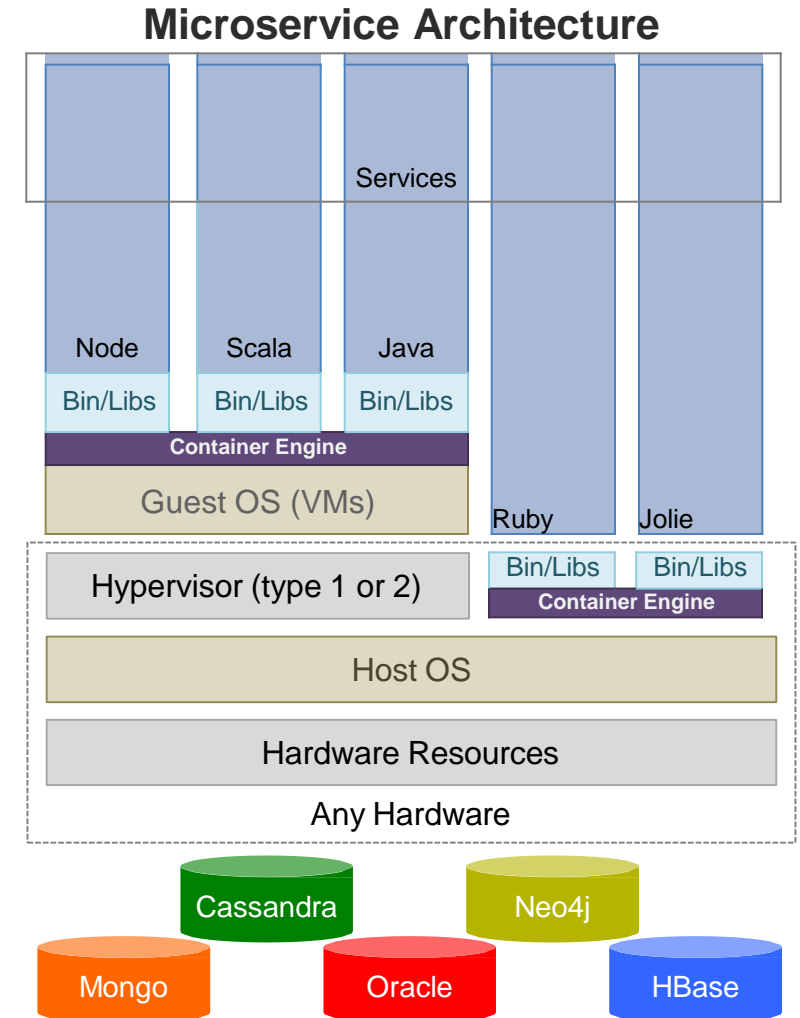 Microservice Architecture
Services
Node Scala Java
Bin/Libs Bin/Libs Bin/Libs
Container Engine
Guest OS (VMs)
Ruby Jolie
Hypervisor (type 1 or 2)
Bin/Libs Bin/Libs
Container Engine
Host OS
Hardware Resources
Any Hardware
Cassandra Neo4j
Mongo Oracle HBase